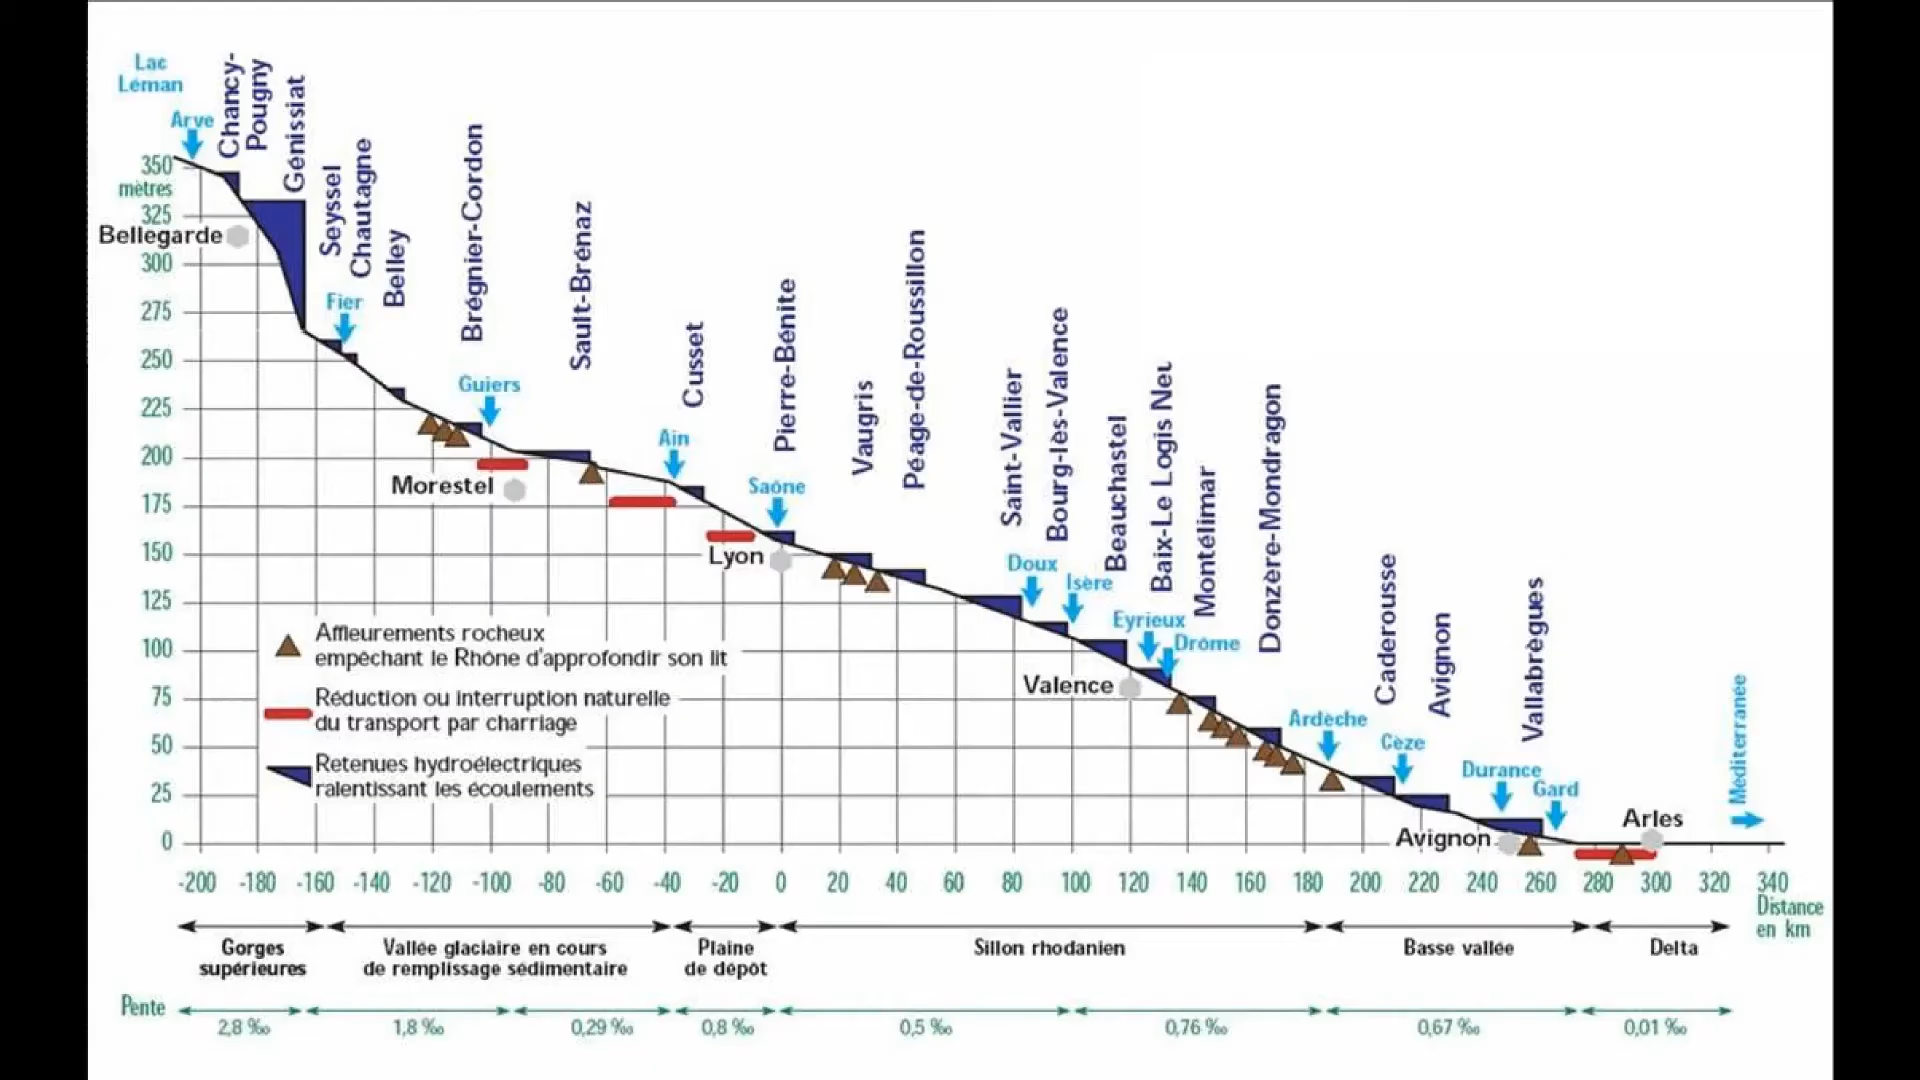 Lac
Léman
Arve
Chancy-
Pougny
Génissiat
Seyssel
Chautagne
Belley
Brégnier-Cordon
Sault-Brénaz
Cusset
Pierre-Bénite
Vaugris
Péage-de-Roussillon
Saint-Vallier
Bourg-lès-Valence
Beauchastel
Baix-Le Logis Neu
Montélimar
Donzère-Mondragon
Caderousse
Avignon
Vallabrègues
Méditerranée
350
mètres
325
300
275
250
225
200
175
150
125
100
75
50
25
0
Bellegarde
Fier
Guiers
Morestel
Ain
Saône
Lyon
Doux
Isère
Eyrieux
Drôme
Valence
Ardèche
Cèze
Durance
Gard
Avignon
Arles
Affleurements rocheux
empêchant le Rhône d'approfondir son lit
Réduction ou interruption naturelle
du transport par charriage
Retenues hydroélectriques
ralentissant les écoulements
-200 -180 -160 -140 -120 -100 -80 -60 -40 -20 0 20 40 60 80 100 120 140 160 180 200 220 240 260 280 300 320 340
Distance
en km
Gorges
supérieures
Vallée glaciaire en cours
de remplissage sédimentaire
Plaine
de dépôt
Sillon rhodanien
Basse vallée
Delta
Pente
2,8 ‰ 1,8 ‰ 0,29 ‰ 0,8 ‰ 0,5 ‰ 0,76 ‰ 0,67 ‰ 0,01 ‰